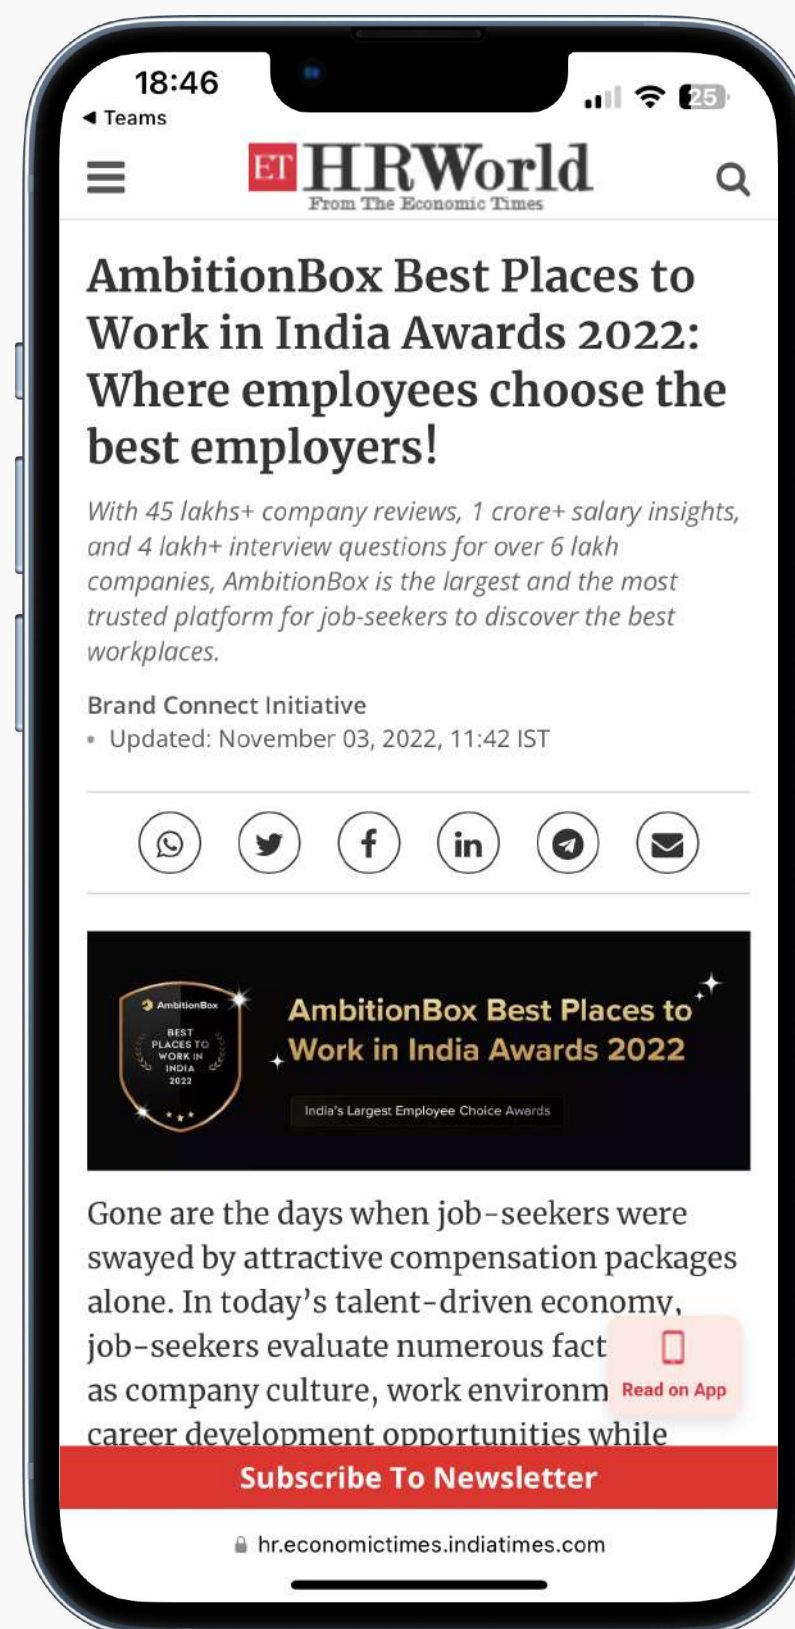 18:46
◀ Teams
25
ET HRWorld
From The Economic Times
AmbitionBox Best Places to
Work in India Awards 2022:
Where employees choose the
best employers!
With 45 lakhs+ company reviews, 1 crore+ salary insights,
and 4 lakh+ interview questions for over 6 lakh
companies, AmbitionBox is the largest and the most
trusted platform for job-seekers to discover the best
workplaces.
Brand Connect Initiative
• Updated: November 03, 2022, 11:42 IST
f
in
AmbitionBox
BEST
PLACES TO
WORK IN
INDIA
2022
AmbitionBox Best Places to
Work in India Awards 2022
India's Largest Employee Choice Awards
Gone are the days when job-seekers were
swayed by attractive compensation packages
alone. In today’s talent-driven economy,
job-seekers evaluate numerous fact
as company culture, work environm
Read on App
career development opportunities while
Subscribe To Newsletter
hr.economictimes.indiatimes.com